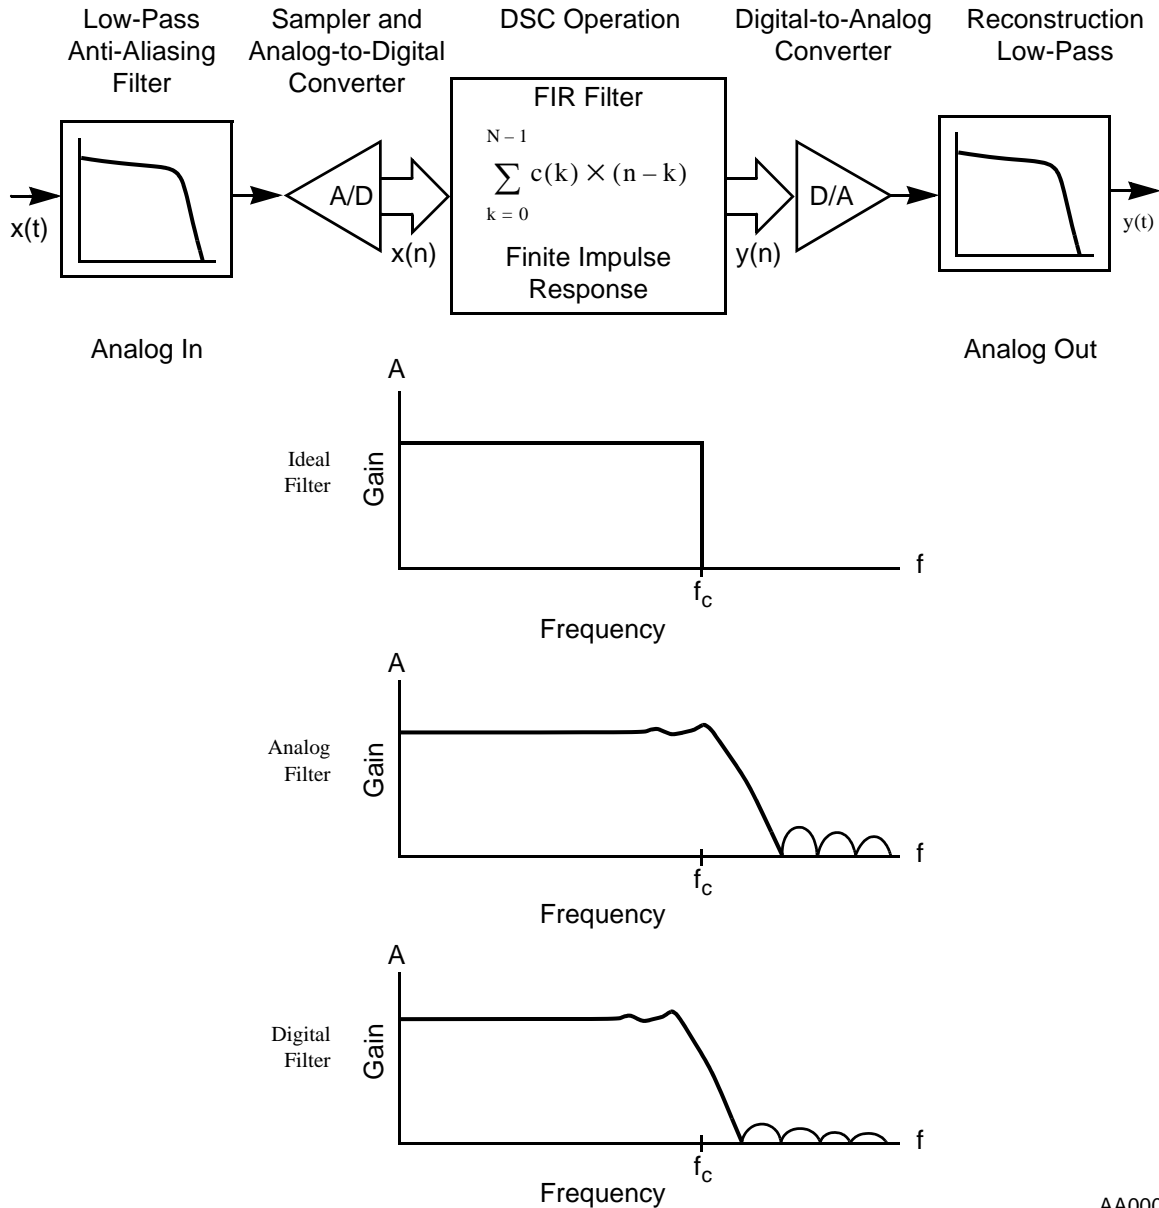 Low-Pass
Anti-Aliasing
Filter
Sampler and
Analog-to-Digital
Converter
DSC Operation
Digital-to-Analog
Converter
Reconstruction
Low-Pass
x(t)
A/D
x(n)
FIR Filter
N – 1
∑ c(k) × (n – k)
k = 0
Finite Impulse
Response
y(n)
D/A
y(t)
Analog In
Analog Out
A
Ideal
Filter
Gain
f
fc
Frequency
A
Analog
Filter
Gain
f
fc
Frequency
A
Digital
Filter
Gain
f
fc
Frequency
AA000